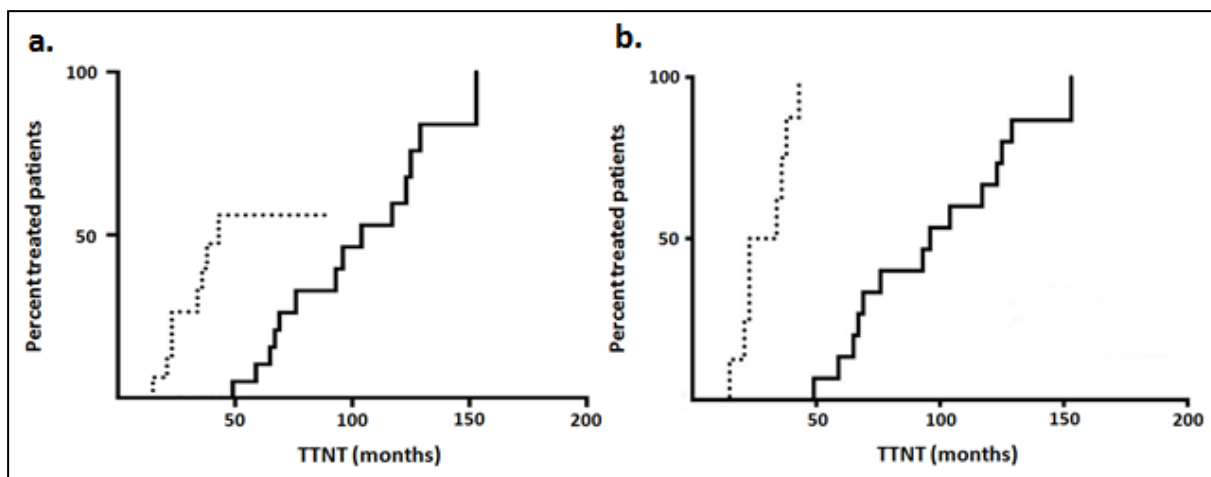 a.
100
50
Percent treated patients
50 100 150 200
TTNT (months)
b.
100
50
Percent treated patients
50 100 150 200
TTNT (months)